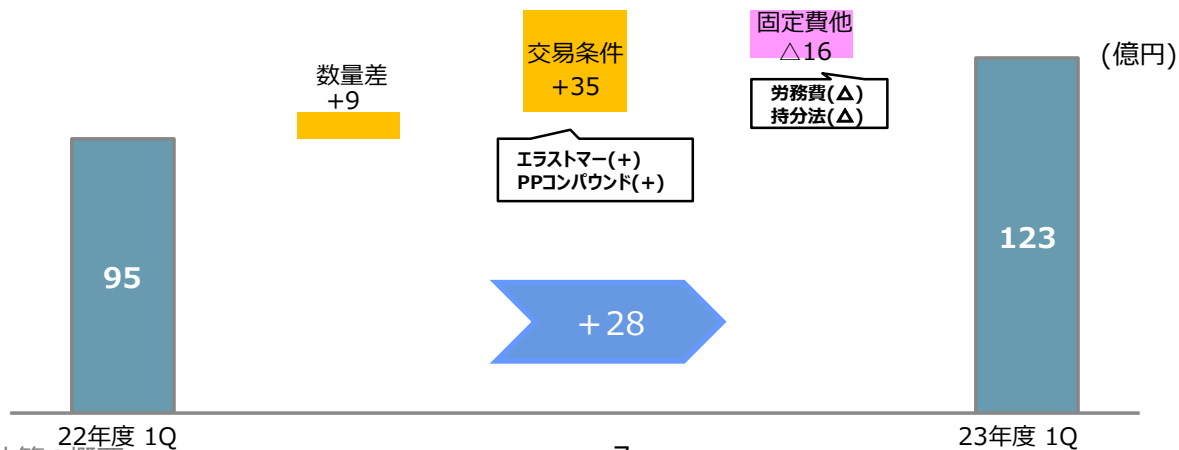 固定費他
△16
(億円)
交易条件
+35
数量差
+9
労務費(Δ)
持分法(Δ)
エラストマー(+)
PPコンパウンド(+)
95
123
+28
22年度 1Q
23年度 1Q